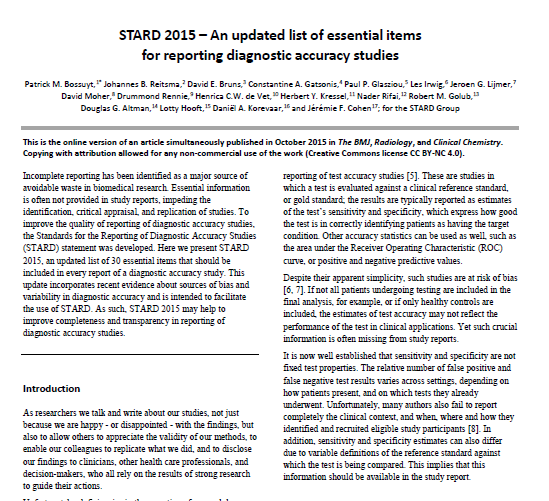 STARD 2015 – An updated list of essential items
for reporting diagnostic accuracy studies
Patrick M. Bossuyt,1* Johannes B. Reitsma,2 David E. Bruns,3 Constantine A. Gatsonis,4 Paul P. Glasziou,5 Les Irwig,6 Jeroen G. Lijmer,7
David Moher,8 Drummond Rennie,9 Henrica C.W. de Vet,10 Herbert Y. Kressel,11 Nader Rifai,12 Robert M. Golub,13
Douglas G. Altman,14 Lotty Hooft,15 Daniël A. Korevaar,16 and Jérémie F. Cohen17; for the STARD Group
This is the online version of an article simultaneously published in October 2015 in The BMJ, Radiology, and Clinical Chemistry.
Copying with attribution allowed for any non-commercial use of the work (Creative Commons license CC BY-NC 4.0).
Incomplete reporting has been identified as a major source of
avoidable waste in biomedical research. Essential information
is often not provided in study reports, impeding the
identification, critical appraisal, and replication of studies. To
improve the quality of reporting of diagnostic accuracy studies,
the Standards for the Reporting of Diagnostic Accuracy Studies
(STARD) statement was developed. Here we present STARD
2015, an updated list of 30 essential items that should be
included in every report of a diagnostic accuracy study. This
update incorporates recent evidence about sources of bias and
variability in diagnostic accuracy and is intended to facilitate
the use of STARD. As such, STARD 2015 may help to
improve completeness and transparency in reporting of
diagnostic accuracy studies.
Introduction
As researchers we talk and write about our studies, not just
because we are happy - or disappointed - with the findings, but
also to allow others to appreciate the validity of our methods, to
enable our colleagues to replicate what we did, and to disclose
our findings to clinicians, other health care professionals, and
decision-makers, who all rely on the results of strong research
to guide their actions.
reporting of test accuracy studies [5]. These are studies in
which a test is evaluated against a clinical reference standard,
or gold standard; the results are typically reported as estimates
of the test's sensitivity and specificity, which express how good
the test is in correctly identifying patients as having the target
condition. Other accuracy statistics can be used as well, such as
the area under the Receiver Operating Characteristic (ROC)
curve, or positive and negative predictive values.
Despite their apparent simplicity, such studies are at risk of bias
[6, 7]. If not all patients undergoing testing are included in the
final analysis, for example, or if only healthy controls are
included, the estimates of test accuracy may not reflect the
performance of the test in clinical applications. Yet such crucial
information is often missing from study reports.
It is now well established that sensitivity and specificity are not
fixed test properties. The relative number of false positive and
false negative test results varies across settings, depending on
how patients present, and on which tests they already
underwent. Unfortunately, many authors also fail to report
completely the clinical context, and when, where and how they
identified and recruited eligible study participants [8]. In
addition, sensitivity and specificity estimates can also differ
due to variable definitions of the reference standard against
which the test is being compared. This implies that this
information should be available in the study report.